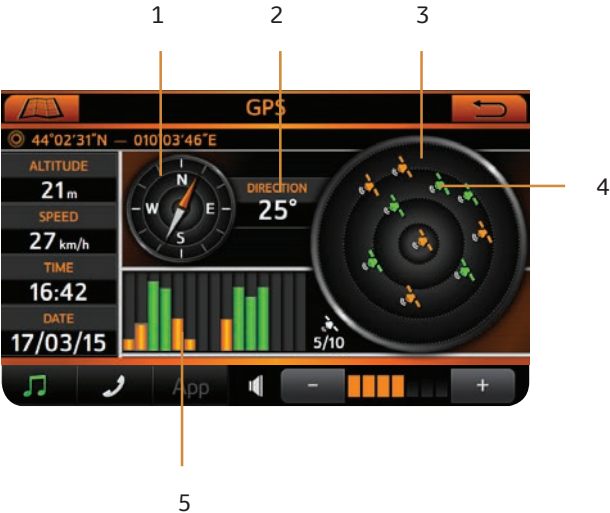 1
2
3
GPS
44°02'31"N — 010°03'46"E
ALTITUDE
21 m
SPEED
27 km/h
TIME
16:42
DATE
17/03/15
N
W E
S
DIRECTION
25°
4
5/10
App
- +
5